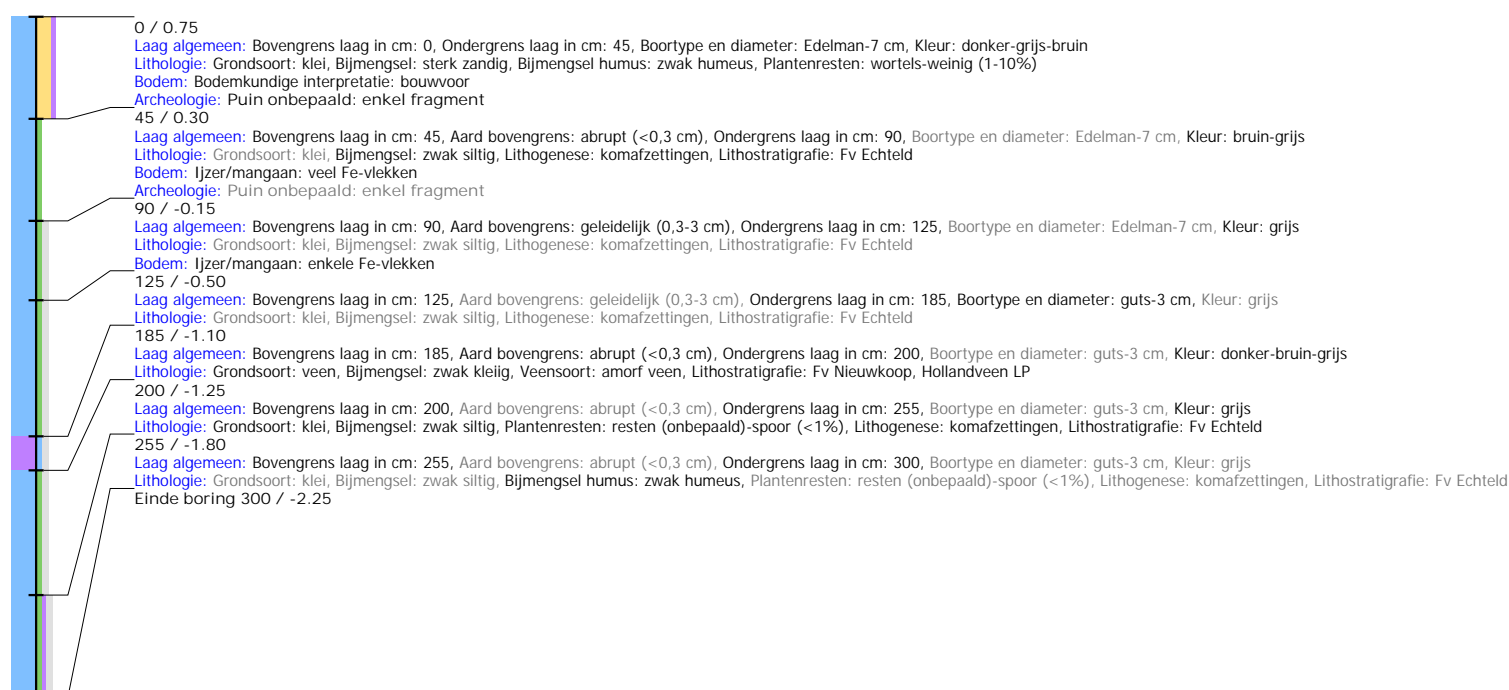 0 / 0.75
Laag algemeen: Bovengrens laag in cm: 0, Ondergrens laag in cm: 45, Boortype en diameter: Edelman-7 cm, Kleur: donker-grijs-bruin
Lithologie: Grondsoort: klei, Bijmengsel: sterk zandig, Bijmengsel humus: zwak humeus, Plantenresten: wortels-weinig (1-10%)
Bodem: Bodemkundige interpretatie: bouwvoor
Archeologie: Puin onbepaald: enkel fragment
45 / 0.30
Laag algemeen: Bovengrens laag in cm: 45, Aard bovengrens: abrupt (<0,3 cm), Ondergrens laag in cm: 90, Boortype en diameter: Edelman-7 cm, Kleur: bruin-grijs
Lithologie: Grondsoort: klei, Bijmengsel: zwak siltig, Lithogenese: komafzettingen, Lithostratigrafie: Fv Echteld
Bodem: Ijzer/mangaan: veel Fe-vlekken
Archeologie: Puin onbepaald: enkel fragment
90 / -0.15
Laag algemeen: Bovengrens laag in cm: 90, Aard bovengrens: geleidelijk (0,3-3 cm), Ondergrens laag in cm: 125, Boortype en diameter: Edelman-7 cm, Kleur: grijs
Lithologie: Grondsoort: klei, Bijmengsel: zwak siltig, Lithogenese: komafzettingen, Lithostratigrafie: Fv Echteld
Bodem: Ijzer/mangaan: enkele Fe-vlekken
125 / -0.50
Laag algemeen: Bovengrens laag in cm: 125, Aard bovengrens: geleidelijk (0,3-3 cm), Ondergrens laag in cm: 185, Boortype en diameter: guts-3 cm, Kleur: grijs
Lithologie: Grondsoort: klei, Bijmengsel: zwak siltig, Lithogenese: komafzettingen, Lithostratigrafie: Fv Echteld
185 / -1.10
Laag algemeen: Bovengrens laag in cm: 185, Aard bovengrens: abrupt (<0,3 cm), Ondergrens laag in cm: 200, Boortype en diameter: guts-3 cm, Kleur: donker-bruin-grijs
Lithologie: Grondsoort: veen, Bijmengsel: zwak kleiig, Veensoort: amorf veen, Lithostratigrafie: Fv Nieuwkoop, Hollandveen LP
200 / -1.25
Laag algemeen: Bovengrens laag in cm: 200, Aard bovengrens: abrupt (<0,3 cm), Ondergrens laag in cm: 255, Boortype en diameter: guts-3 cm, Kleur: grijs
Lithologie: Grondsoort: klei, Bijmengsel: zwak siltig, Plantenresten: resten (onbepaald)-spoor (<1%), Lithogenese: komafzettingen, Lithostratigrafie: Fv Echteld
255 / -1.80
Laag algemeen: Bovengrens laag in cm: 255, Aard bovengrens: abrupt (<0,3 cm), Ondergrens laag in cm: 300, Boortype en diameter: guts-3 cm, Kleur: grijs
Lithologie: Grondsoort: klei, Bijmengsel: zwak siltig, Bijmengsel humus: zwak humeus, Plantenresten: resten (onbepaald)-spoor (<1%), Lithogenese: komafzettingen, Lithostratigrafie: Fv Echteld
Einde boring 300 / -2.25